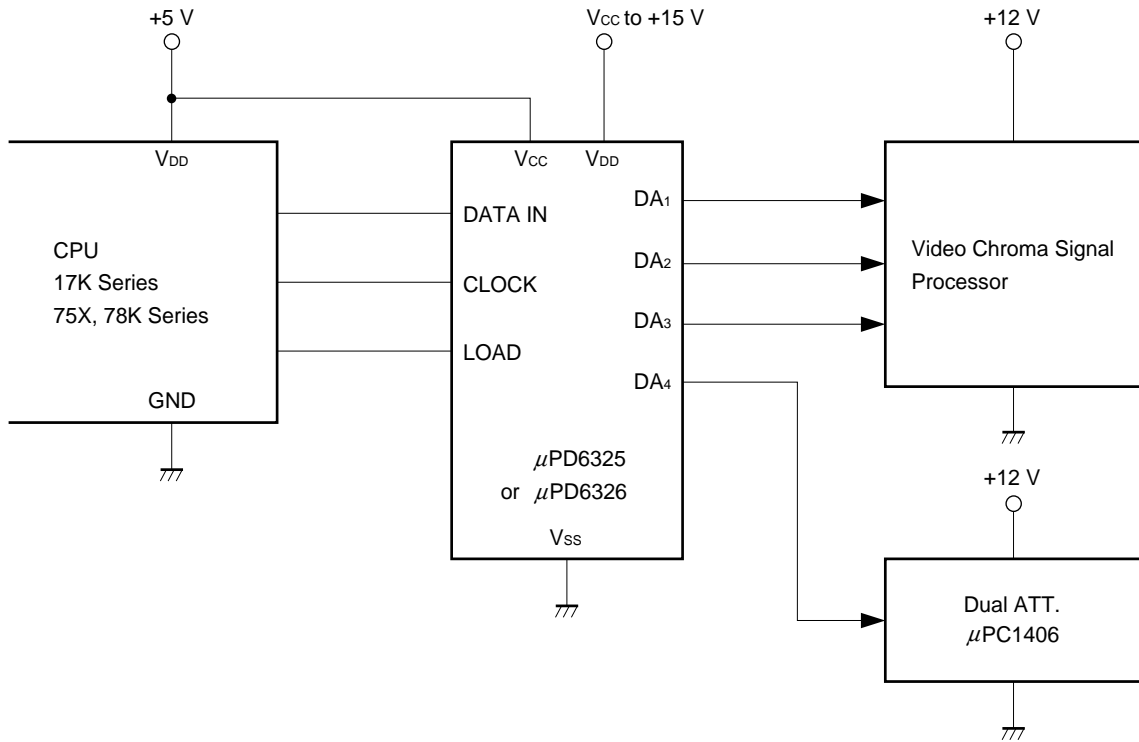 +5 V
VCC to +15 V
+12 V
VDD
VCC
VDD
DATA IN
CLOCK
LOAD
CPU
17K Series
75X, 78K Series
GND
DA1
DA2
DA3
DA4
µPD6325
or µPD6326
VSS
Video Chroma Signal
Processor
+12 V
Dual ATT.
µPC1406